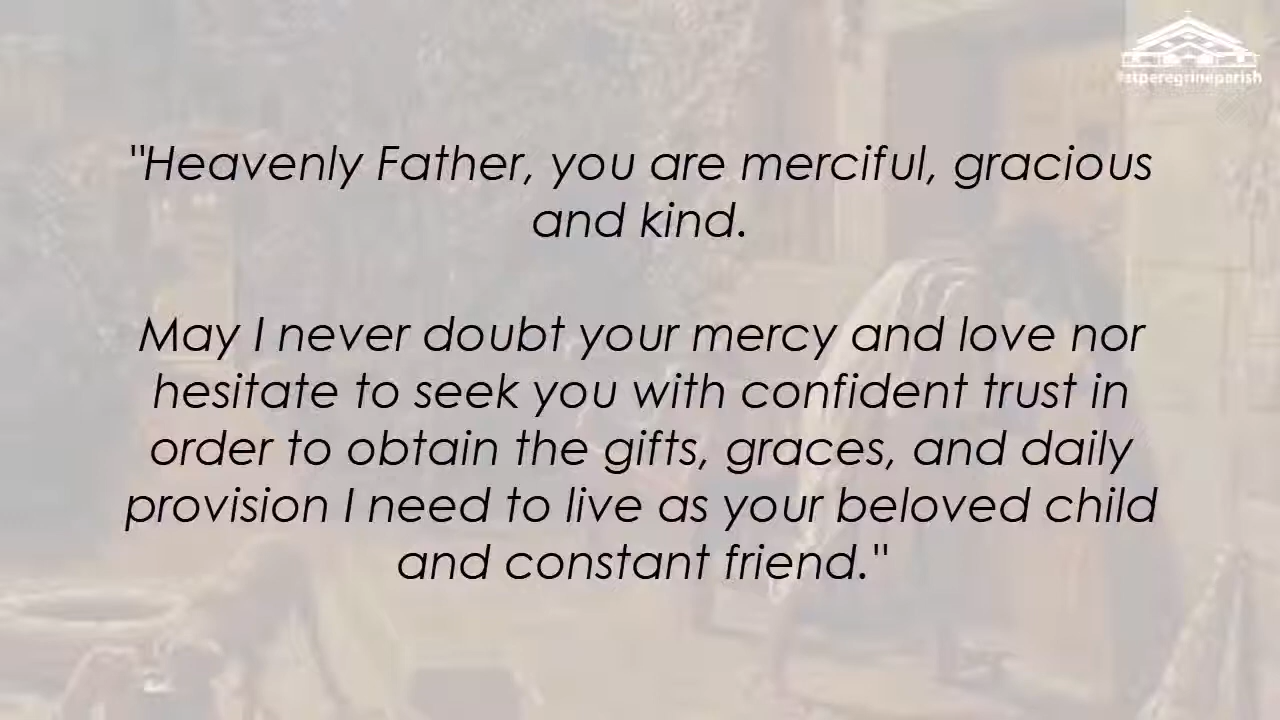 #stperegrineparish
"Heavenly Father, you are merciful, gracious
and kind.
May I never doubt your mercy and love nor
hesitate to seek you with confident trust in
order to obtain the gifts, graces, and daily
provision I need to live as your beloved child
and constant friend."